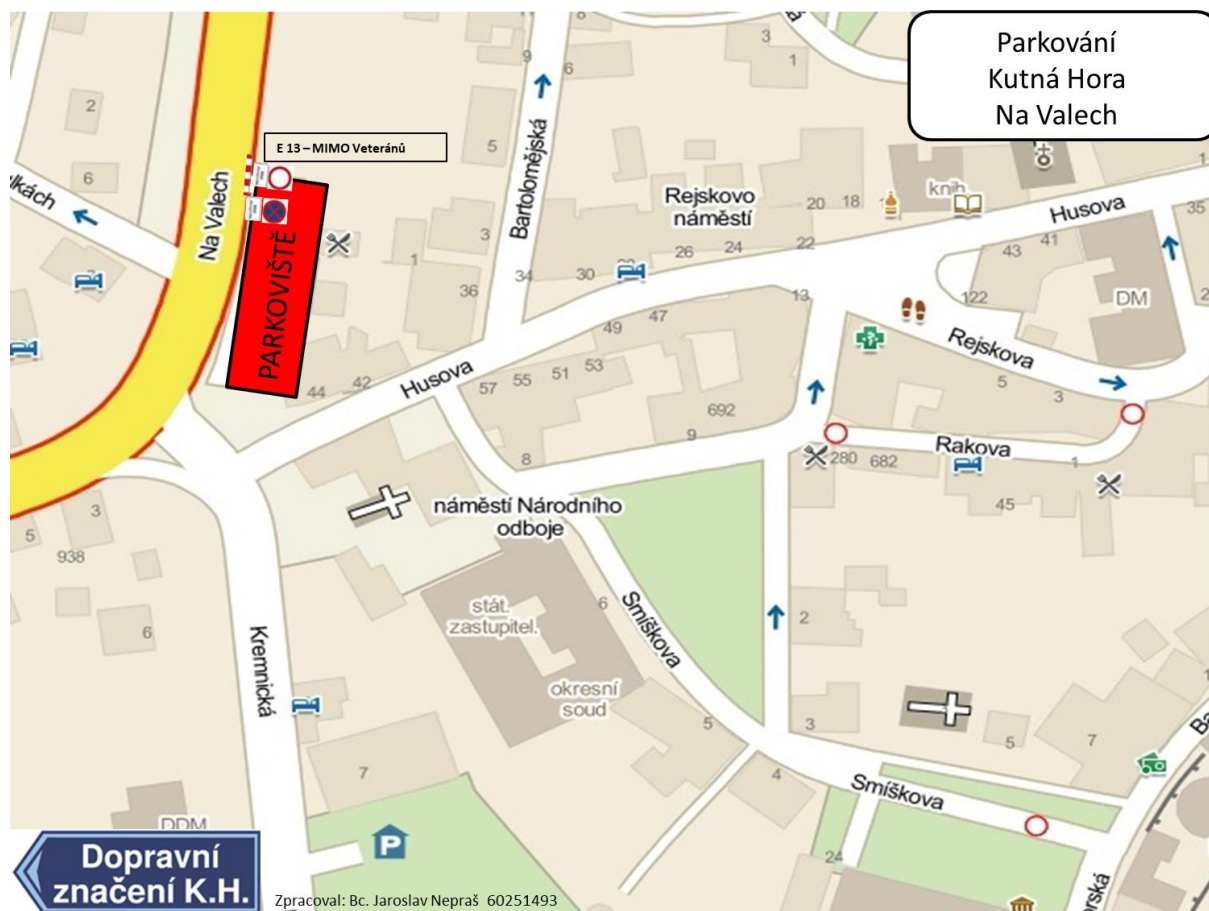 Parkování
Kutná Hora
Na Valech
E 13 – MIMO Veteránů
PARKOVIŠTĚ
Na Valech
lkách
Bartolomějská
Rejskovo
náměstí
knih.
Husova
DM
Rejskova
Rakova
Husova
náměstí Národního
odboje
stát.
zastupitel.
okresní
soud
Smíškova
Kremnická
Smíškova
Ba
orská
DDM
P
2
6
5
3
1
36
9
6
3
1
34
30
26
24
22
20
18
13
43
41
122
35
5
3
44
42
57
55
51
53
49
47
692
9
8
280
682
1
45
3
5
938
6
7
6
5
4
2
3
5
7
24
Dopravní
značení K.H.
Zpracoval: Bc. Jaroslav Nepraš 60251493